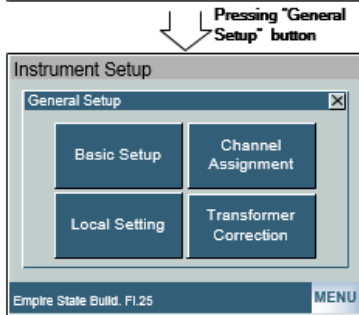 Pressing "General
Setup" button
Instrument Setup
General Setup
Basic Setup
Channel
Assignment
Local Setting
Transformer
Correction
Empire State Build. Fl.25
MENU